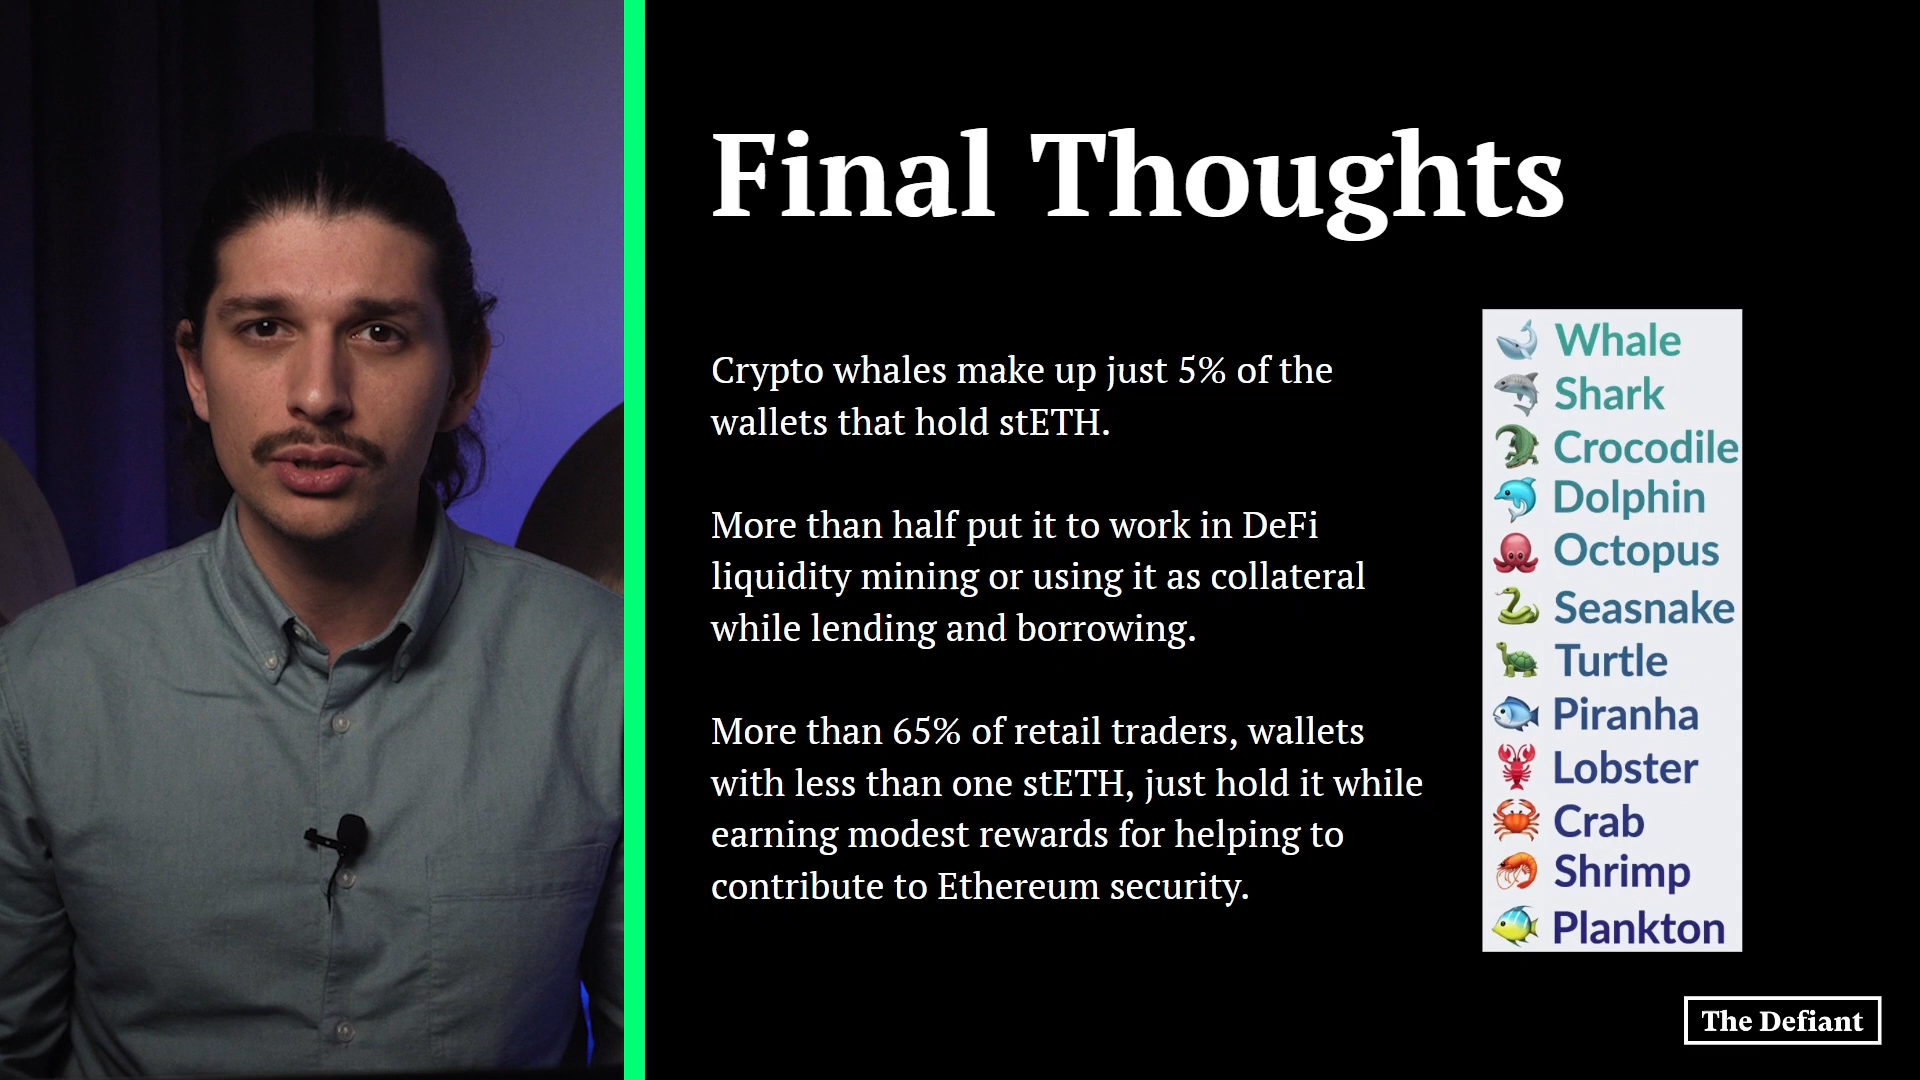 Final Thoughts
Crypto whales make up just 5% of the
wallets that hold stETH.
More than half put it to work in DeFi
liquidity mining or using it as collateral
while lending and borrowing.
More than 65% of retail traders, wallets
with less than one stETH, just hold it while
earning modest rewards for helping to
contribute to Ethereum security.
Whale
Shark
Crocodile
Dolphin
Octopus
Seasnake
Turtle
Piranha
Lobster
Crab
Shrimp
Plankton
The Defiant